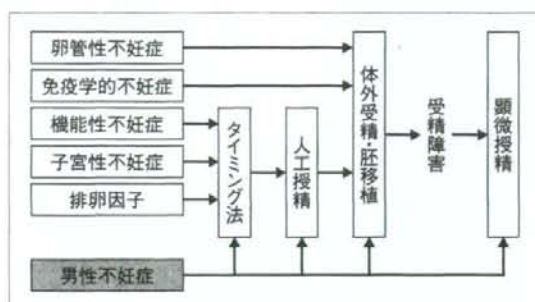 卵管性不妊症
免疫学的不妊症
機能性不妊症
子宮性不妊症
排卵因子
男性不妊症
タイミング法
人工授精
体外受精・胚移植
受精障害
顕微授精